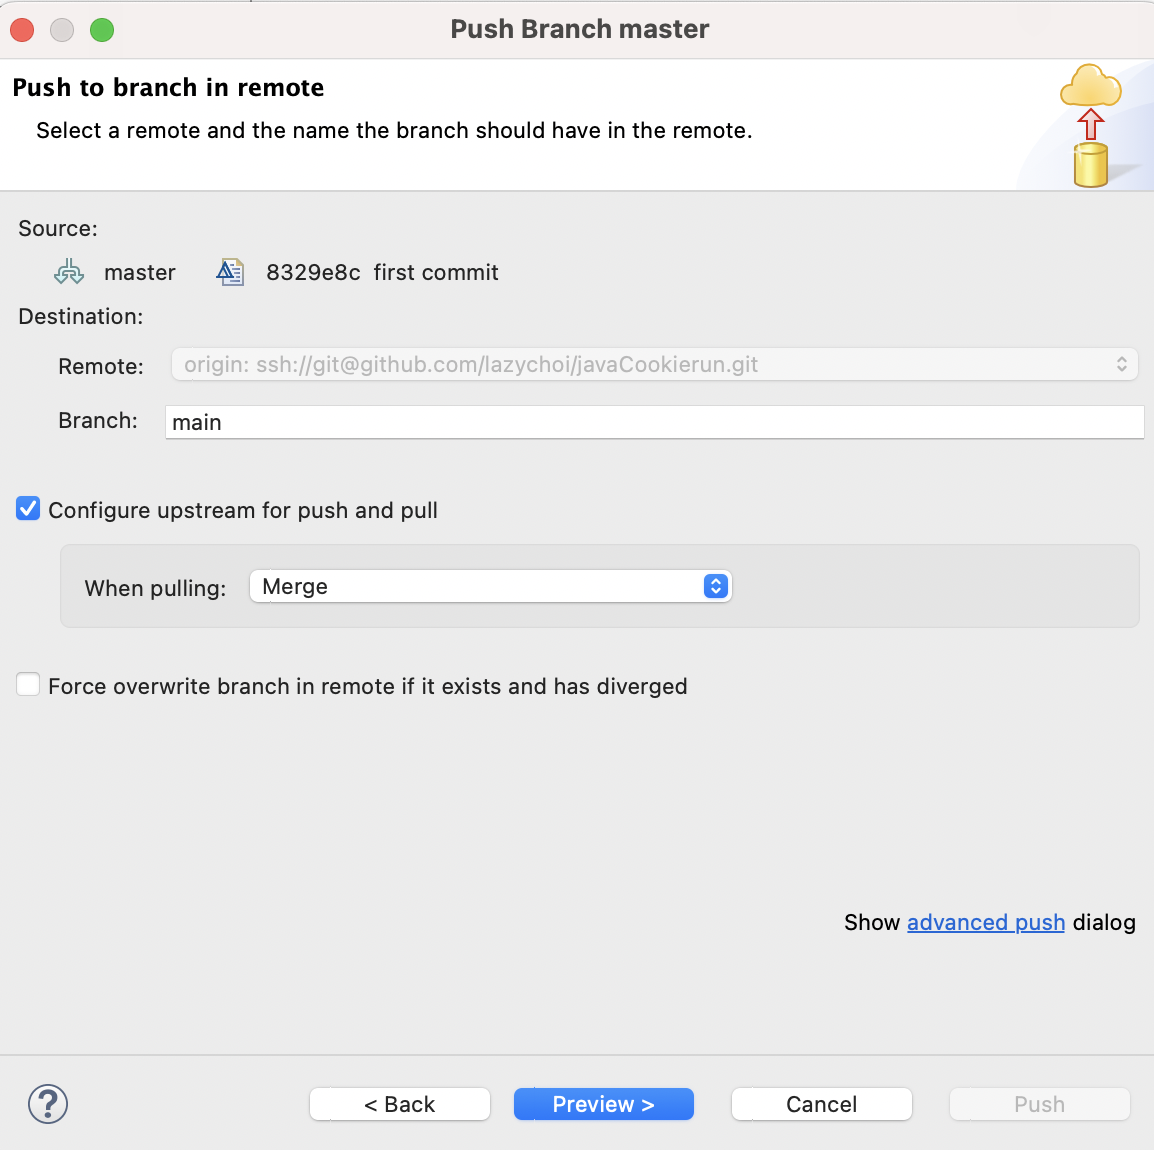 Push Branch master
Push to branch in remote
Select a remote and the name the branch should have in the remote.
Source:
master 8329e8c first commit
Destination:
Remote: origin: ssh://git@github.com/lazychoi/javaCookierun.git
Branch: main
Configure upstream for push and pull
When pulling: Merge
Force overwrite branch in remote if it exists and has diverged
Show advanced push dialog
? < Back Preview > Cancel Push